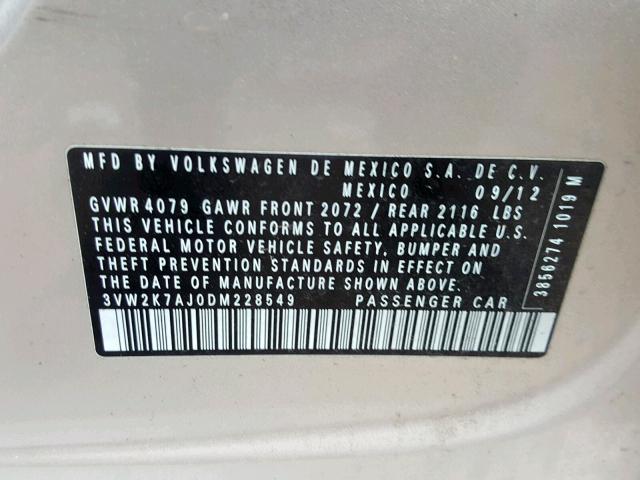 MFD BY VOLKSWAGEN DE MEXICO S.A. DE C.V.
MEXICO 09/12
GVWR 4079 GAWR FRONT 2072 / REAR 2116 LBS
THIS VEHICLE CONFORMS TO ALL APPLICABLE U.S.
FEDERAL MOTOR VEHICLE SAFETY, BUMPER AND
THEFT PREVENTION STANDARDS IN EFFECT ON
THE DATE OF MANUFACTURE SHOWN ABOVE.
3VW2K7AJ0DM228549 PASSENGER CAR
3856274 1019 M